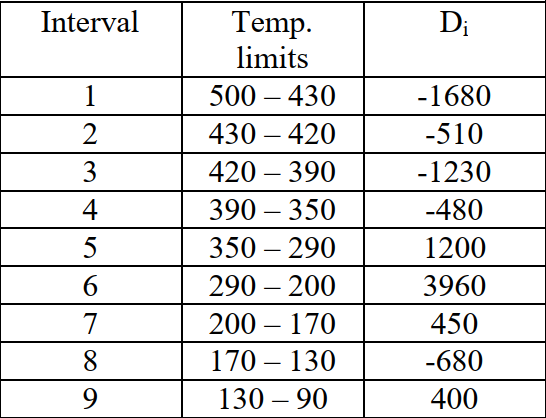 Interval Temp. limits Dᵢ
1 500 – 430 -1680
2 430 – 420 -510
3 420 – 390 -1230
4 390 – 350 -480
5 350 – 290 1200
6 290 – 200 3960
7 200 – 170 450
8 170 – 130 -680
9 130 – 90 400